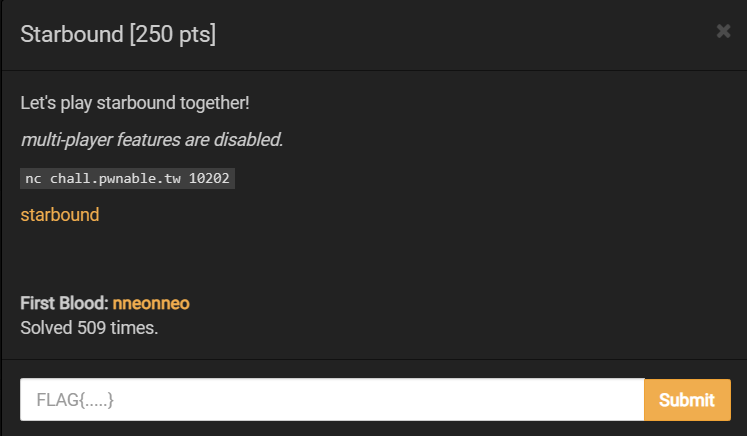 Starbound [250 pts]
×
Let's play starbound together!
multi-player features are disabled.
nc chall.pwnable.tw 10202
starbound
First Blood: nneonneo
Solved 509 times.
FLAG{.....}
Submit